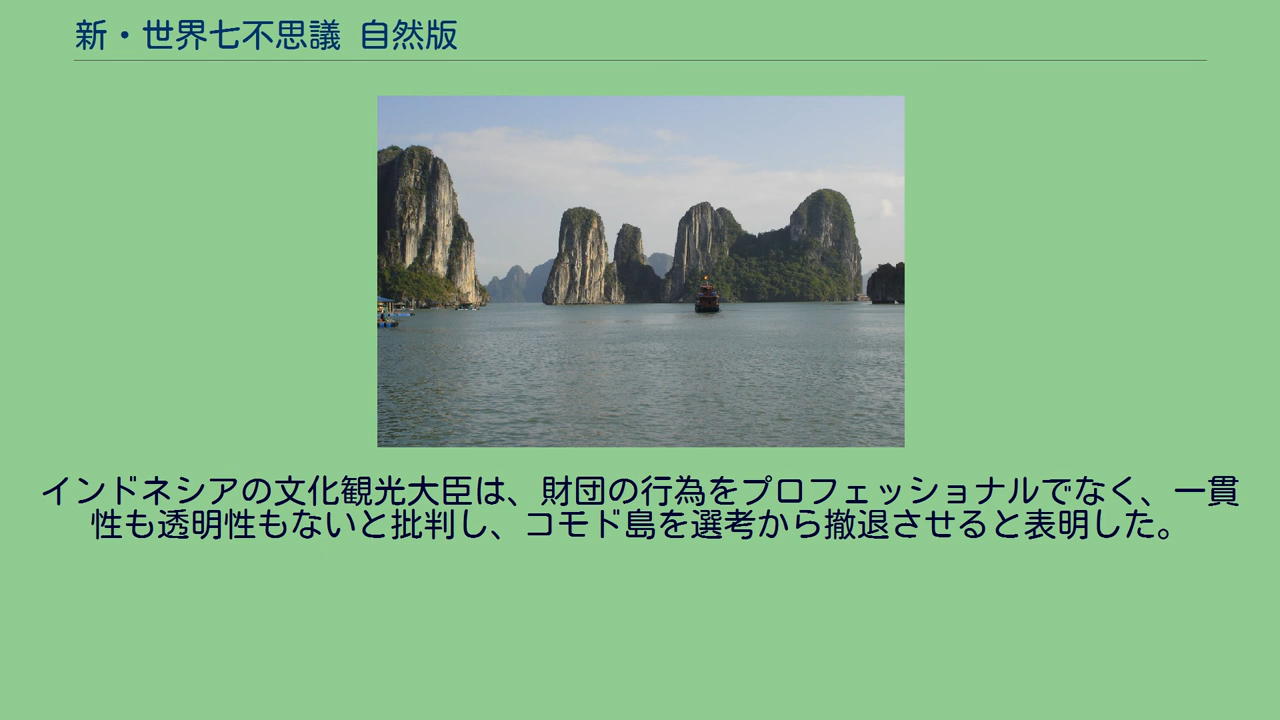 新・世界七不思議 自然版
インドネシアの文化観光大臣は、財団の行為をプロフェッショナルでなく、一貫
性も透明性もないと批判し、コモド島を選考から撤退させると表明した。